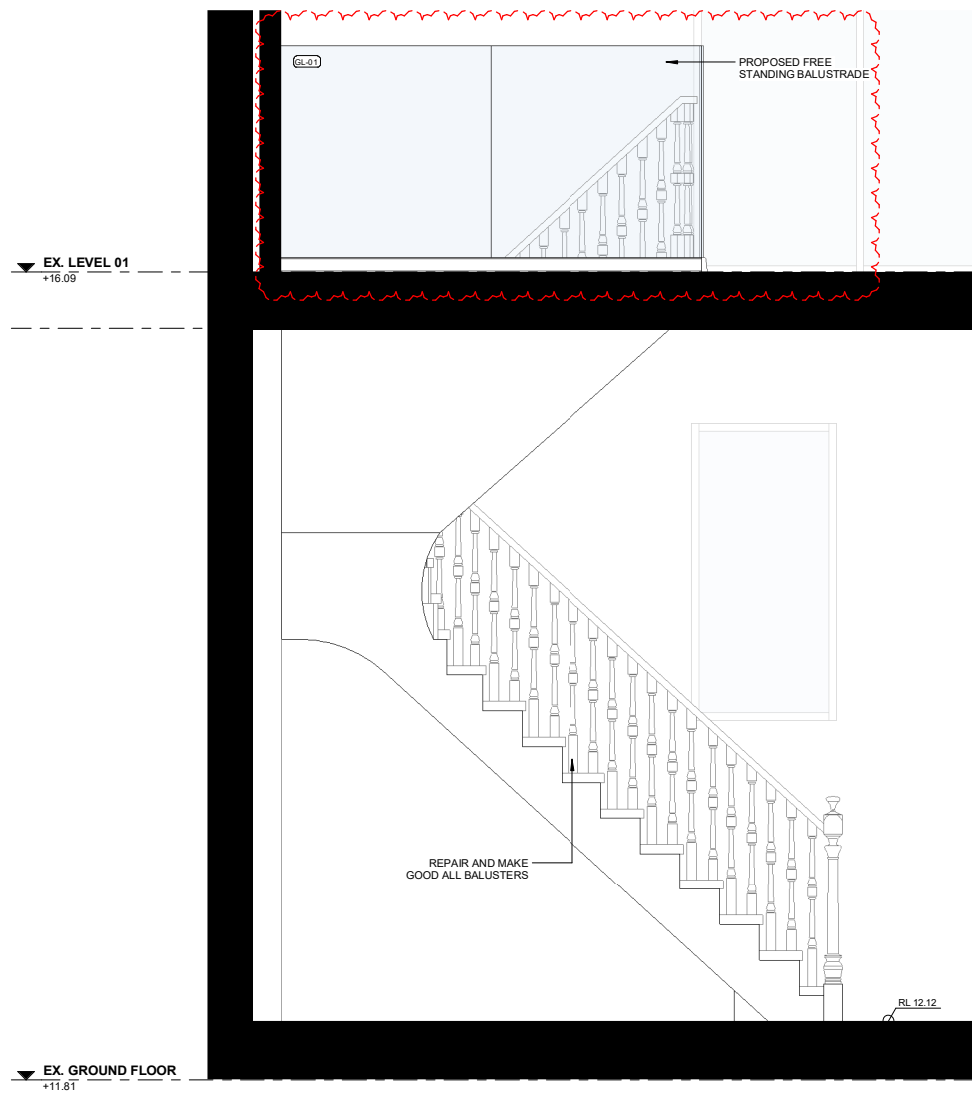 GL-01
PROPOSED FREE
STANDING BALUSTRADE
EX. LEVEL 01
+16.09
REPAIR AND MAKE
GOOD ALL BALUSTERS
RL 12.12
EX. GROUND FLOOR
+11.81